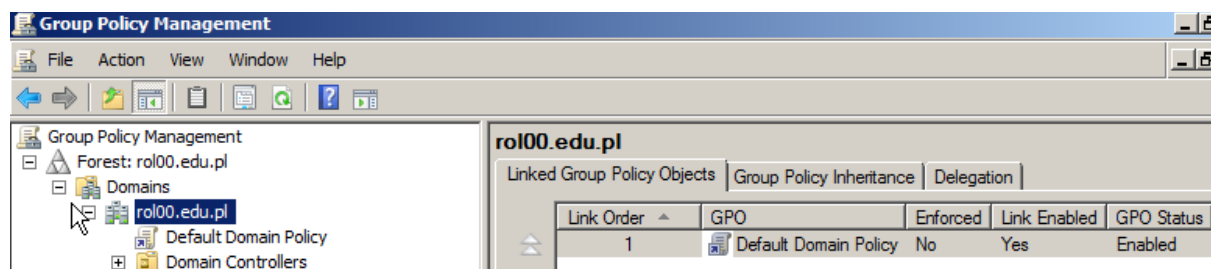 Group Policy Management
File Action View Window Help
Group Policy Management
Forest: rol00.edu.pl
Domains
rol00.edu.pl
Default Domain Policy
Domain Controllers
rol00.edu.pl
Linked Group Policy Objects Group Policy Inheritance Delegation
Link Order GPO Enforced Link Enabled GPO Status
1 Default Domain Policy No Yes Enabled